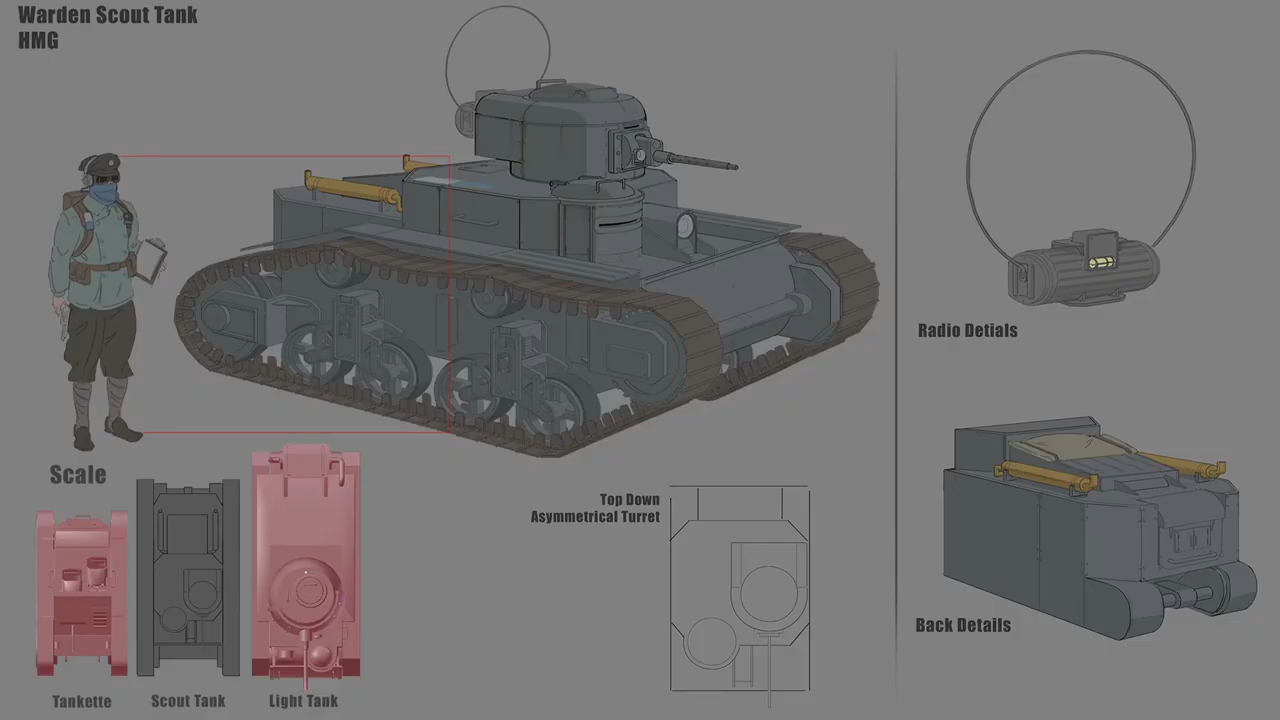 Warden Scout Tank
HMG
Radio Detials
Scale
Top Down
Asymmetrical Turret
Back Details
Tankette
Scout Tank
Light Tank